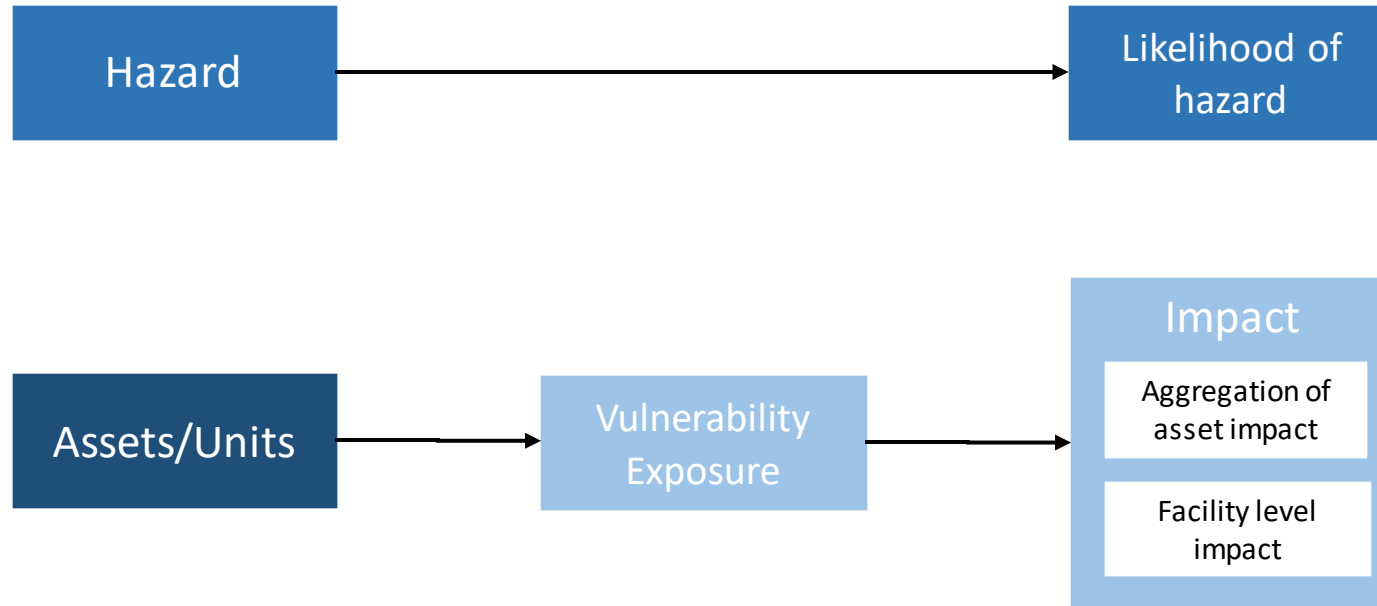 Hazard
Likelihood of
hazard
Assets/Units
Vulnerability
Exposure
Impact
Aggregation of
asset impact
Facility level
impact